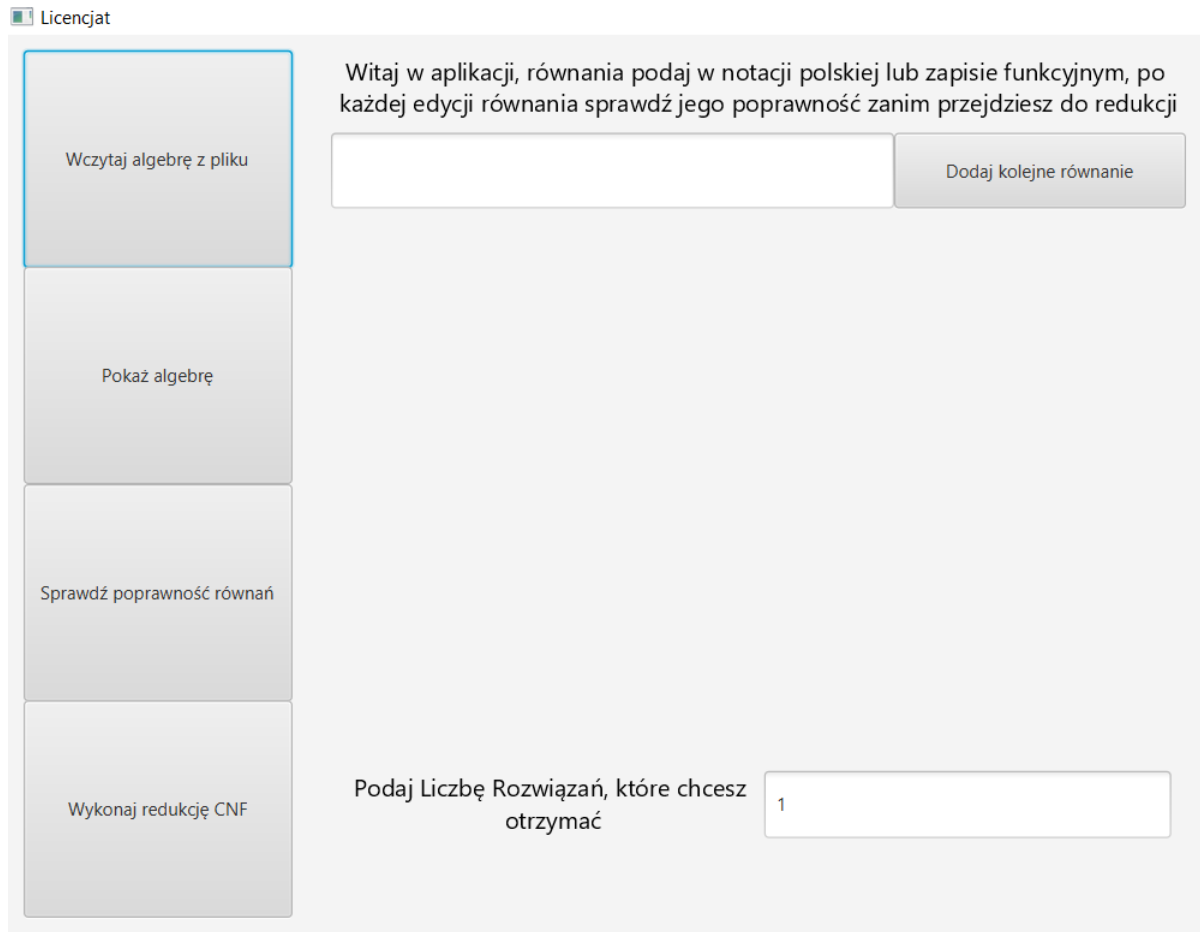 Licencjat
Wczytaj algebrę z pliku
Pokaż algebrę
Sprawdź poprawność równań
Wykonaj redukcję CNF
Witaj w aplikacji, równania podaj w notacji polskiej lub zapisie funkcyjnym, po
każdej edycji równania sprawdź jego poprawność zanim przejdziesz do redukcji
Dodaj kolejne równanie
Podaj Liczbę Rozwiązań, które chcesz
otrzymać
1